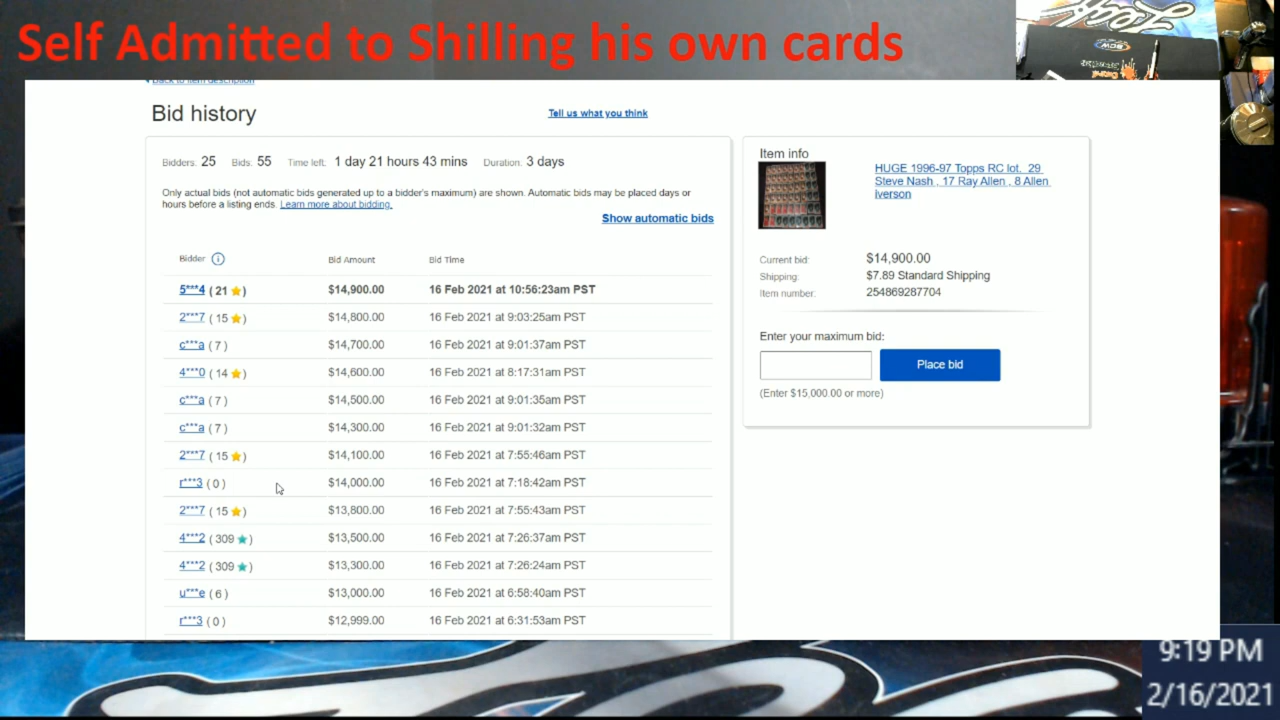 Self Admitted to Shilling his own cards
Back to item description
Bid history
Tell us what you think
Bidders: 25 Bids: 55 Time left: 1 day 21 hours 43 mins Duration: 3 days
Only actual bids (not automatic bids generated up to a bidder's maximum) are shown. Automatic bids may be placed days or
hours before a listing ends. Learn more about bidding.
Show automatic bids
Bidder Bid Amount Bid Time
5***4 ( 21 ) $14,900.00 16 Feb 2021 at 10:56:23am PST
2***7 ( 15 ) $14,800.00 16 Feb 2021 at 9:03:25am PST
c***a ( 7 ) $14,700.00 16 Feb 2021 at 9:01:37am PST
4***0 ( 14 ) $14,600.00 16 Feb 2021 at 8:17:31am PST
c***a ( 7 ) $14,500.00 16 Feb 2021 at 9:01:35am PST
c***a ( 7 ) $14,300.00 16 Feb 2021 at 9:01:32am PST
2***7 ( 15 ) $14,100.00 16 Feb 2021 at 7:55:46am PST
r***3 ( 0 ) $14,000.00 16 Feb 2021 at 7:18:42am PST
2***7 ( 15 ) $13,800.00 16 Feb 2021 at 7:55:43am PST
4***2 ( 309 ) $13,500.00 16 Feb 2021 at 7:26:37am PST
4***2 ( 309 ) $13,300.00 16 Feb 2021 at 7:26:24am PST
u***e ( 6 ) $13,000.00 16 Feb 2021 at 6:58:40am PST
r***3 ( 0 ) $12,999.00 16 Feb 2021 at 6:31:53am PST
Item info
HUGE 1996-97 Topps RC lot. 29
Steve Nash , 17 Ray Allen , 8 Allen
Iverson
Current bid: $14,900.00
Shipping: $7.89 Standard Shipping
Item number: 254869287704
Enter your maximum bid:
Place bid
(Enter $15,000.00 or more)
9:19 PM
2/16/2021